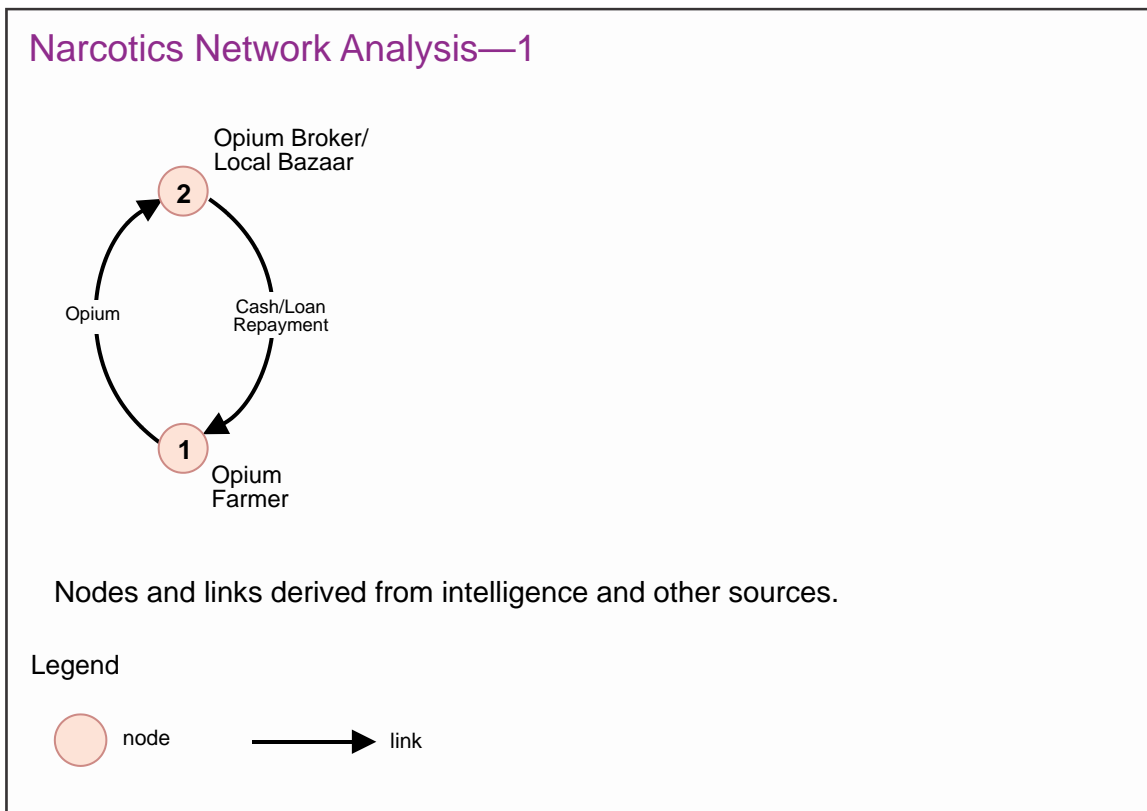 Narcotics Network Analysis—1
Opium Broker/
Local Bazaar
2
Opium
Cash/Loan
Repayment
1
Opium
Farmer
Nodes and links derived from intelligence and other sources.
Legend
node
link